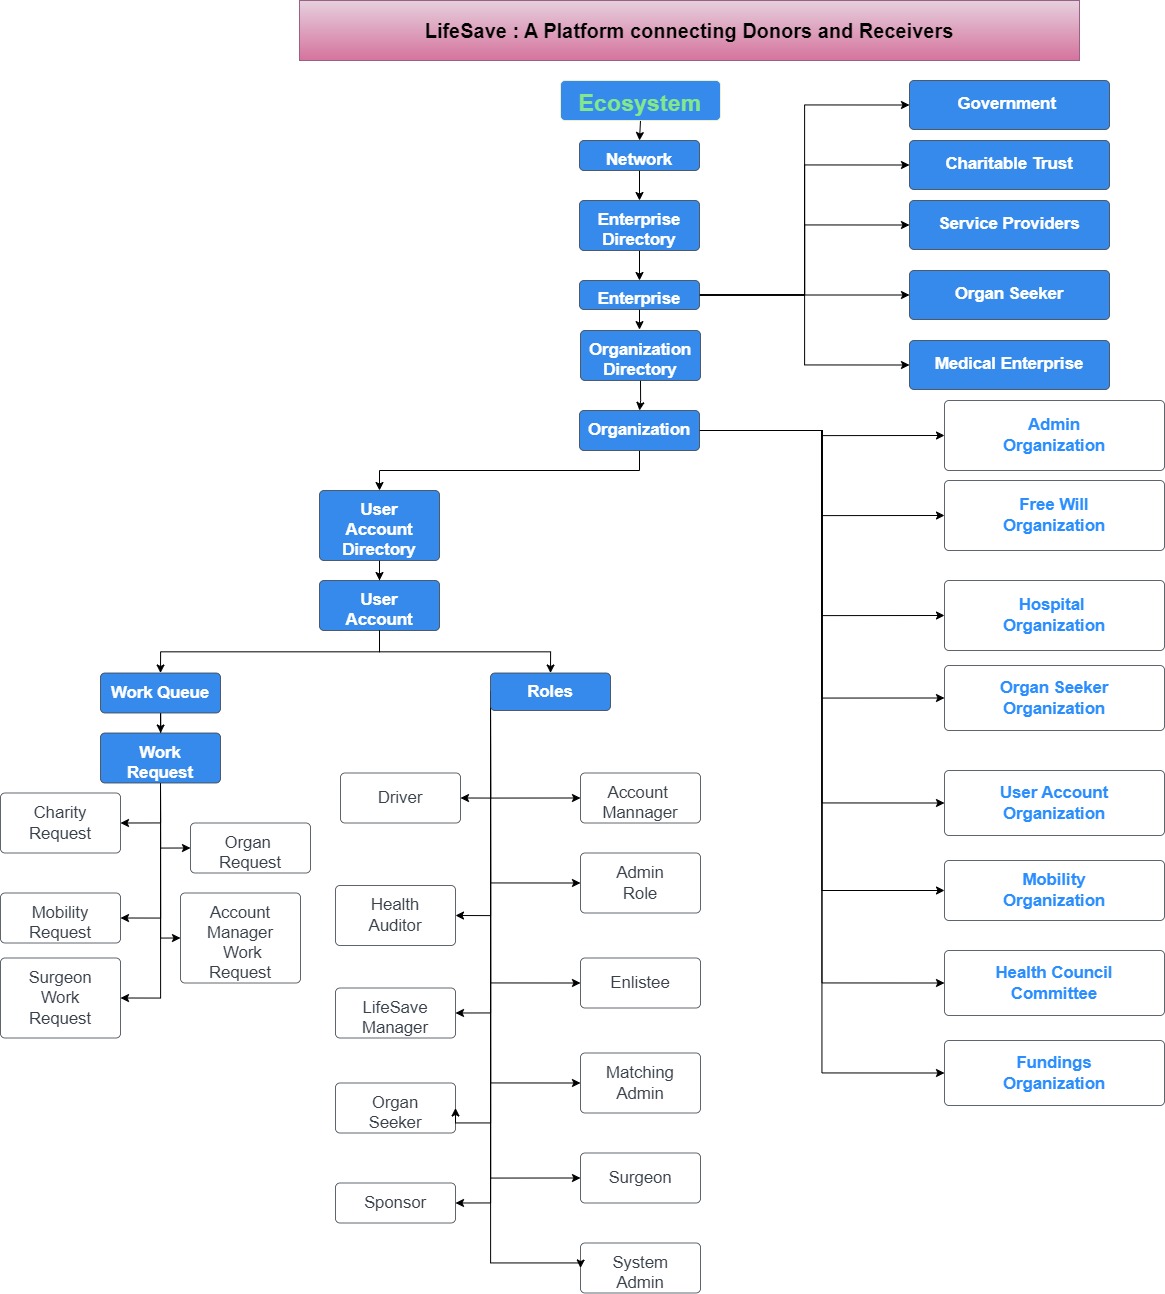 LifeSave : A Platform connecting Donors and Receivers
Ecosystem
Network
Enterprise
Directory
Enterprise
Organization
Directory
Organization
Government
Charitable Trust
Service Providers
Organ Seeker
Medical Enterprise
Admin
Organization
Free Will
Organization
Hospital
Organization
Organ Seeker
Organization
User Account
Organization
Mobility
Organization
Health Council
Committee
Fundings
Organization
User
Account
Directory
User
Account
Work Queue
Work
Request
Charity
Request
Organ
Request
Mobility
Request
Account
Manager
Work
Request
Surgeon
Work
Request
Roles
Driver
Account
Mannager
Admin
Role
Health
Auditor
Enlistee
LifeSave
Manager
Matching
Admin
Organ
Seeker
Surgeon
Sponsor
System
Admin